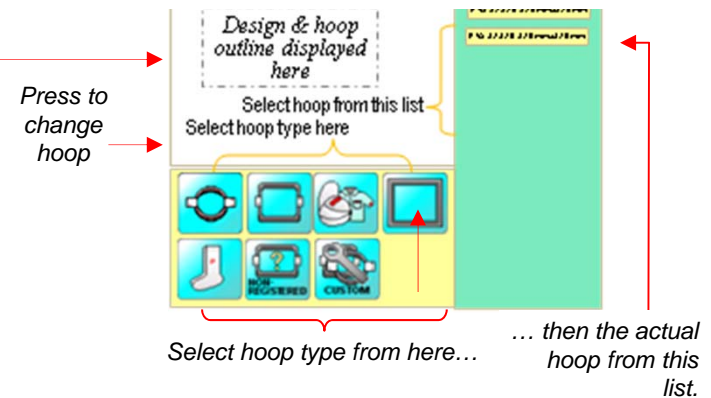 Design & hoop
outline displayed
here
Press to
change
hoop
Select hoop from this list
Select hoop type here
NON-
REGISTERED
CUSTOM
Select hoop type from here…
… then the actual
hoop from this
list.